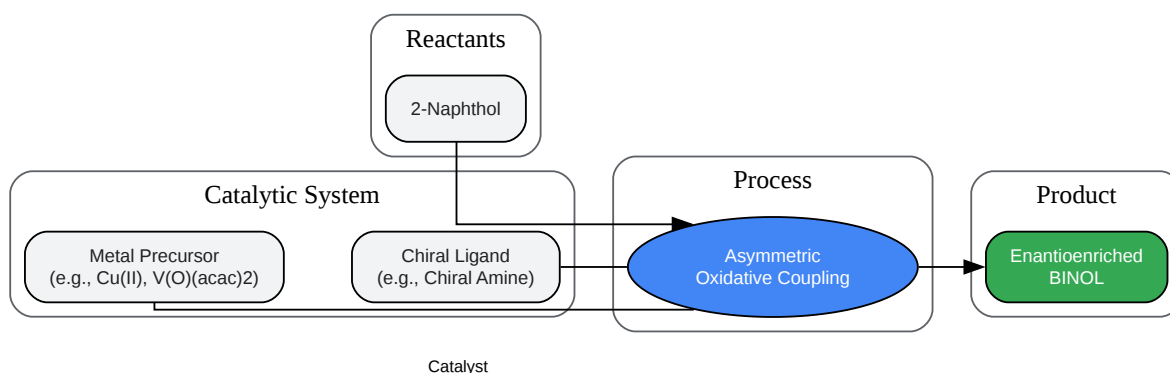 Reactants
2-Naphthol
Catalytic System
Metal Precursor
(e.g., Cu(II), V(O)(acac)2)
Chiral Ligand
(e.g., Chiral Amine)
Process
Asymmetric
Oxidative Coupling
Product
Enantioenriched
BINOL
Catalyst